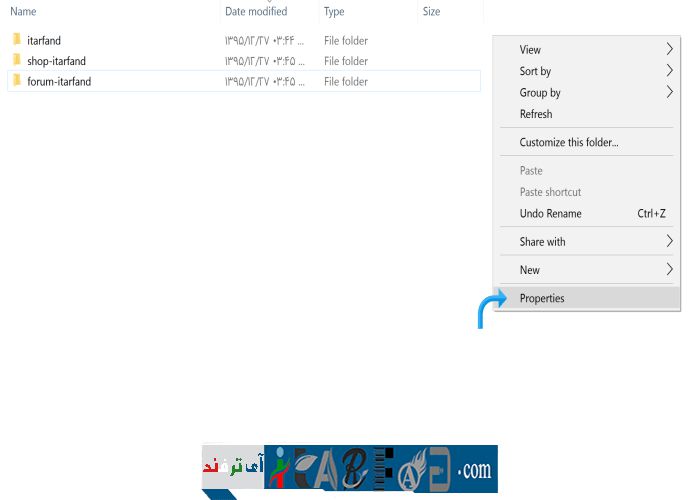 Name Date modified Type Size
itarfand ۱۳۹۵/۱۲/۲۷ ۰۳:۴۴ ... File folder
shop-itarfand ۱۳۹۵/۱۲/۲۷ ۰۳:۴۵ ... File folder
forum-itarfand ۱۳۹۵/۱۲/۲۷ ۰۳:۴۵ ... File folder
View
Sort by
Group by
Refresh
Customize this folder...
Paste
Paste shortcut
Undo Rename Ctrl+Z
Share with
New
Properties
آی ترفند iTARFAND .com